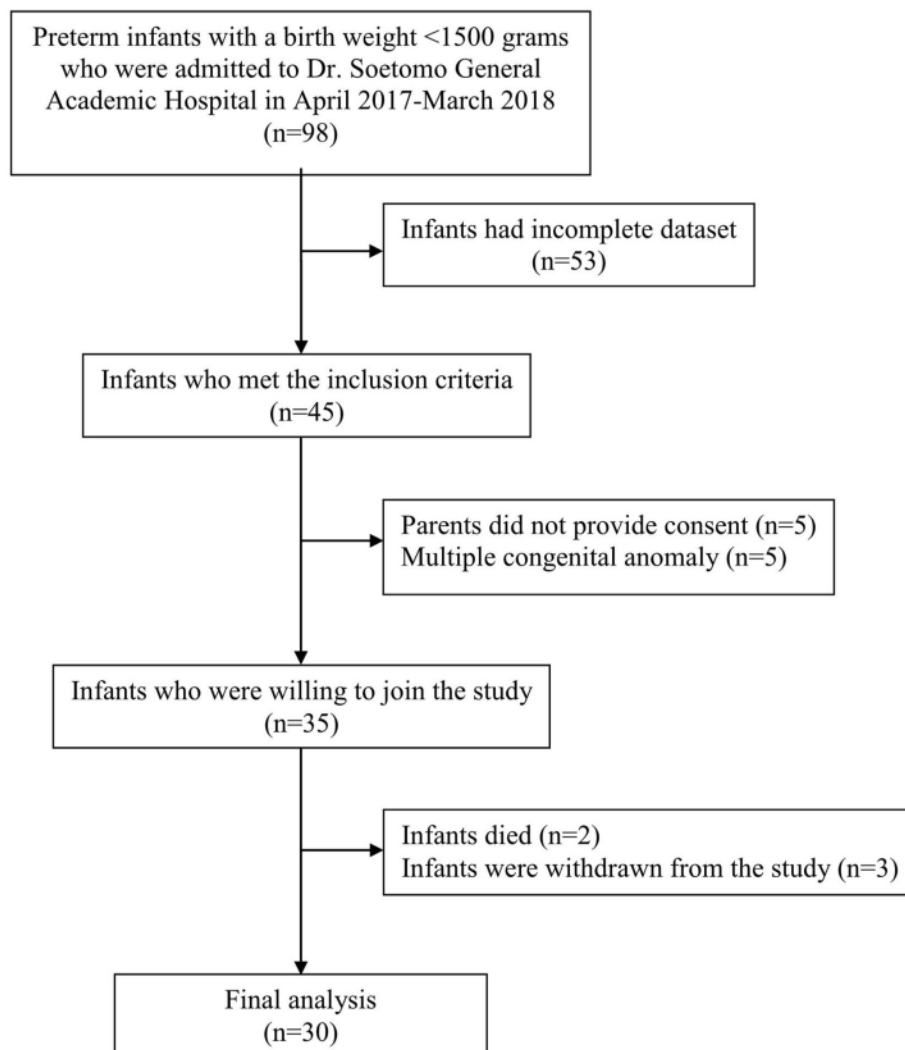 Preterm infants with a birth weight <1500 grams
who were admitted to Dr. Soetomo General
Academic Hospital in April 2017-March 2018
(n=98)
Infants had incomplete dataset
(n=53)
Infants who met the inclusion criteria
(n=45)
Parents did not provide consent (n=5)
Multiple congenital anomaly (n=5)
Infants who were willing to join the study
(n=35)
Infants died (n=2)
Infants were withdrawn from the study (n=3)
Final analysis
(n=30)